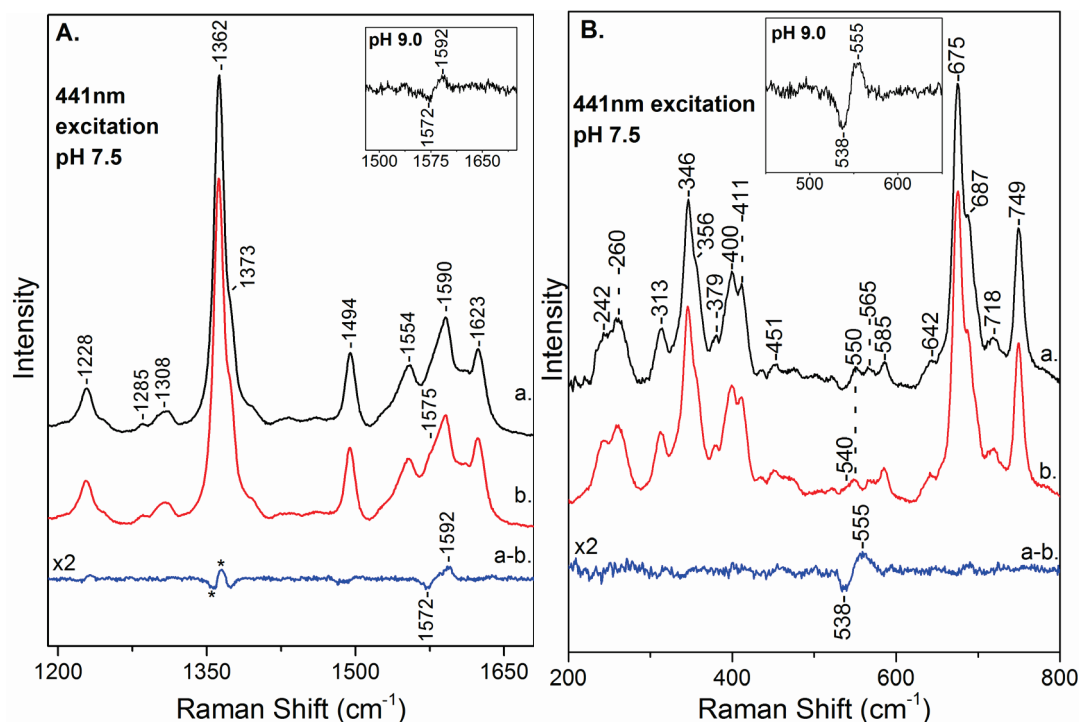 A.
1362
pH 9.0
1592
1572
1500
1575
1650
441nm
excitation
pH 7.5
1373
1228
1285
1308
1494
1554
1590
1623
a.
1575
b.
x2
*
*
1592
a-b.
1572
1200
1350
1500
1650
Intensity
Raman Shift (cm-1)
B.
pH 9.0
555
538
500
600
441nm excitation
pH 7.5
675
687
749
346
356
411
400
379
260
242
313
451
550
565
585
642
718
a.
540
b.
x2
555
a-b.
538
200
400
600
800
Intensity
Raman Shift (cm-1)